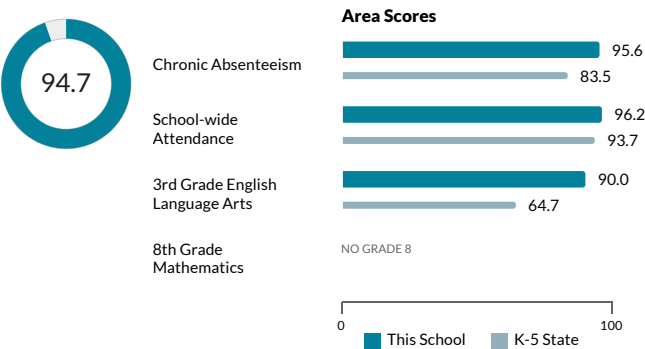 Area Scores
94.7
Chronic Absenteeism
95.6
83.5
School-wide
Attendance
96.2
93.7
3rd Grade English
Language Arts
90.0
64.7
8th Grade
Mathematics
NO GRADE 8
0
100
This School
K-5 State